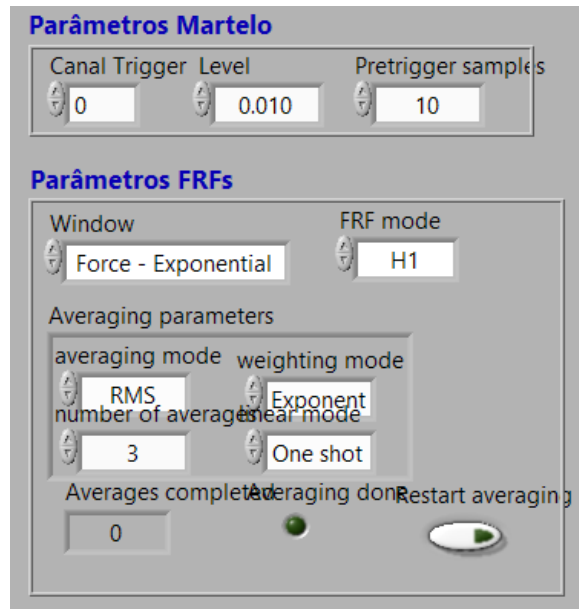 Parâmetros Martelo
Canal Trigger Level Pretrigger samples
0 0.010 10
Parâmetros FRFs
Window FRF mode
Force - Exponential H1
Averaging parameters
averaging mode weighting mode
RMS Exponent
number of averages linear mode
3 One shot
Averages completed Averaging done Restart averaging
0